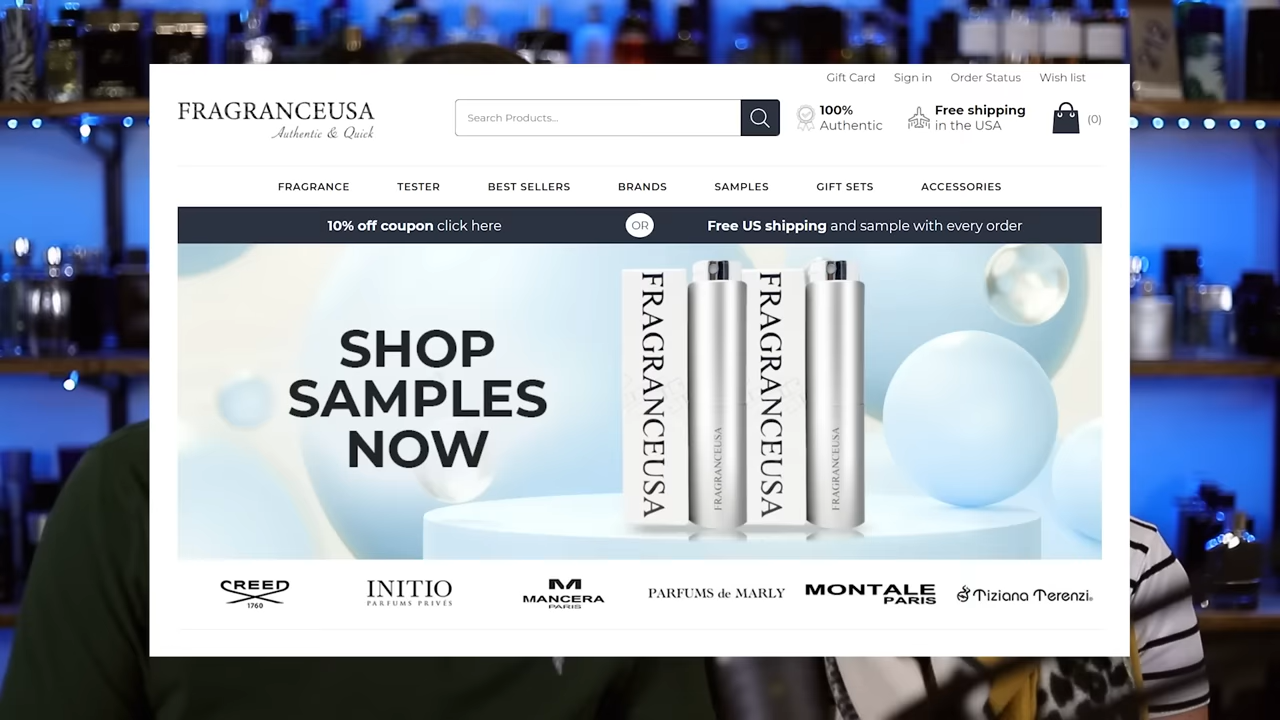 Gift Card Sign in Order Status Wish list
FRAGRANCEUSA
Authentic & Quick
Search Products...
100%
Authentic
Free shipping
in the USA
(0)
FRAGRANCE TESTER BEST SELLERS BRANDS SAMPLES GIFT SETS ACCESSORIES
10% off coupon click here OR Free US shipping and sample with every order
SHOP
SAMPLES
NOW
FRAGRANCEUSA
FRAGRANCEUSA
FRAGRANCEUSA
FRAGRANCEUSA
CREED
1760
INITIO
PARFUMS PRIVÉS
M
MANCERA
PARIS
PARFUMS de MARLY
MONTALE
PARIS
Tiziana Terenzi®
212